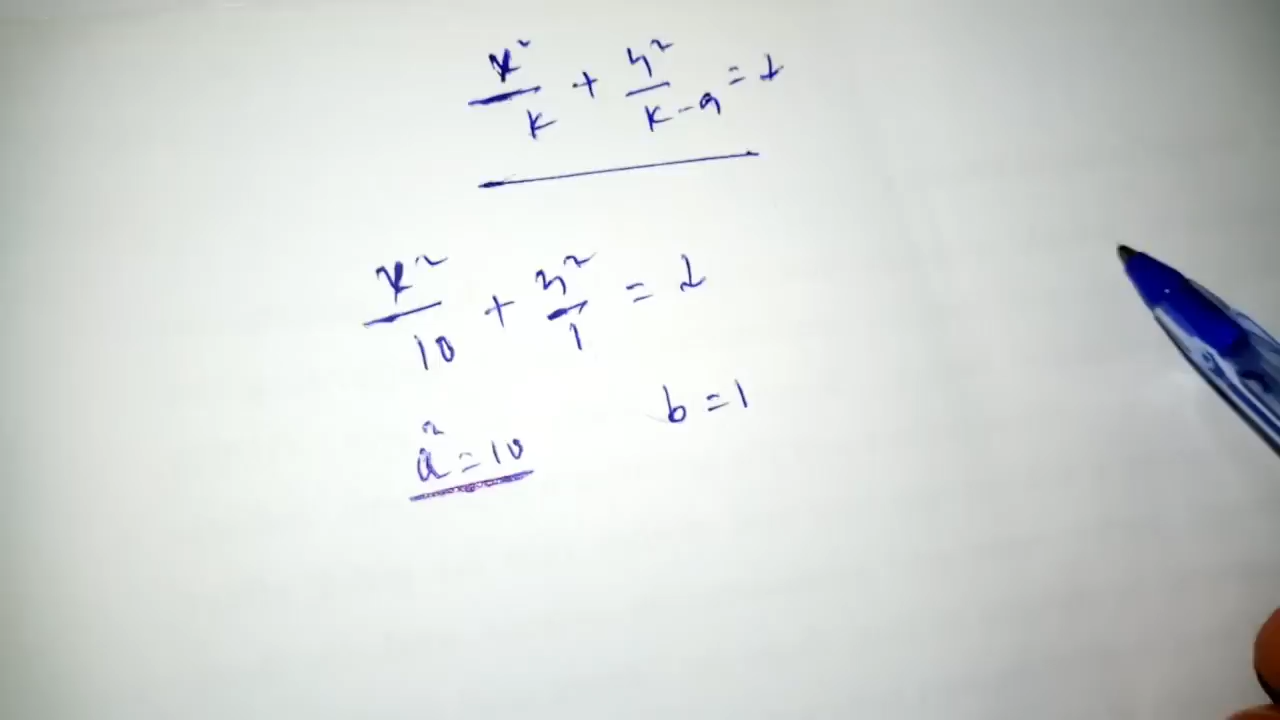 x²/k + y²/k-9 = 1
x²/10 + y²/1 = 1
b = 1
a² = 10